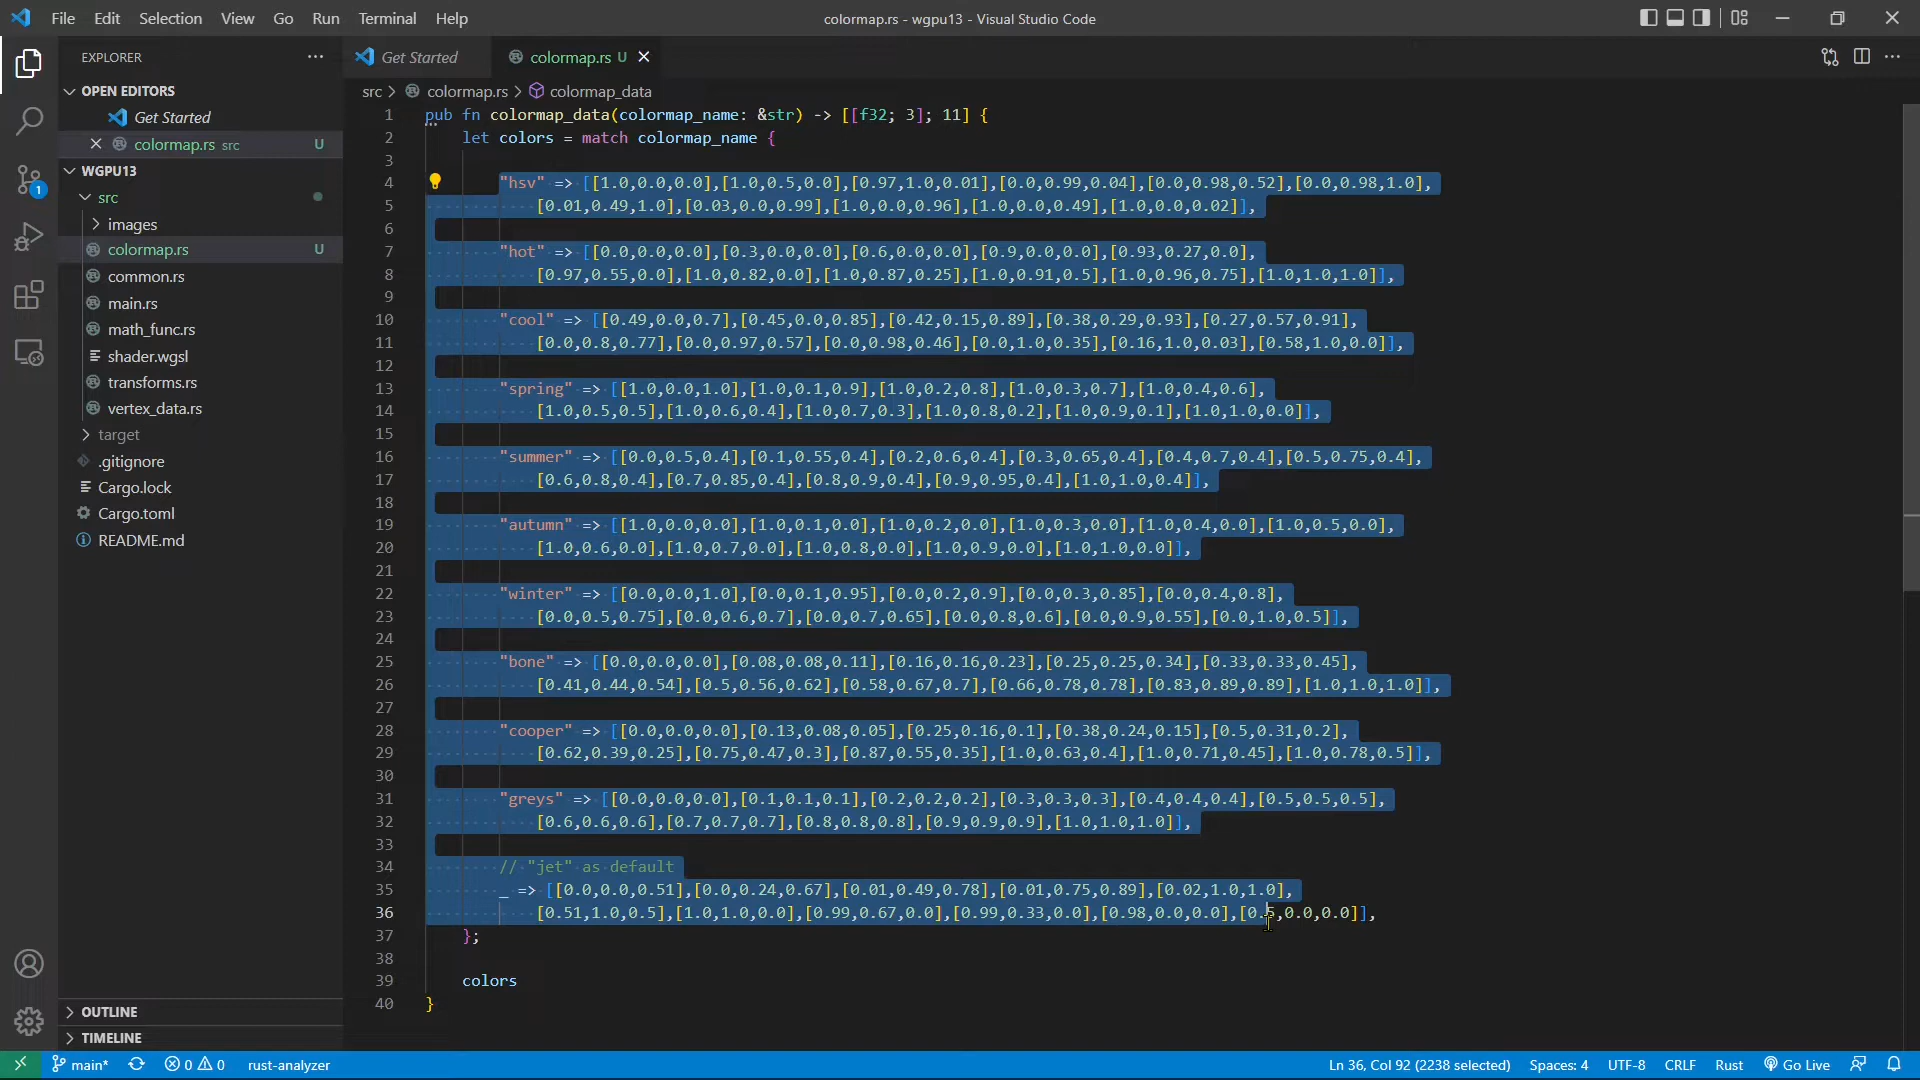 File Edit Selection View Go Run Terminal Help
colormap.rs - wgpu13 - Visual Studio Code
EXPLORER
OPEN EDITORS
Get Started
colormap.rs src U
WGPU13
src
images
colormap.rs U
common.rs
main.rs
math_func.rs
shader.wgsl
transforms.rs
vertex_data.rs
target
.gitignore
Cargo.lock
Cargo.toml
README.md
OUTLINE
TIMELINE
1
Get Started colormap.rs U
src > colormap.rs > colormap_data
1 pub fn colormap_data(colormap_name: &str) -> [[f32; 3]; 11] {
2 let colors = match colormap_name {
3
4 "hsv" => [[1.0,0.0,0.0],[1.0,0.5,0.0],[0.97,1.0,0.01],[0.0,0.99,0.04],[0.0,0.98,0.52],[0.0,0.98,1.0],
5 [0.01,0.49,1.0],[0.03,0.0,0.99],[1.0,0.0,0.96],[1.0,0.0,0.49],[1.0,0.0,0.02]],
6
7 "hot" => [[0.0,0.0,0.0],[0.3,0.0,0.0],[0.6,0.0,0.0],[0.9,0.0,0.0],[0.93,0.27,0.0],
8 [0.97,0.55,0.0],[1.0,0.82,0.0],[1.0,0.87,0.25],[1.0,0.91,0.5],[1.0,0.96,0.75],[1.0,1.0,1.0]],
9
10 "cool" => [[0.49,0.0,0.7],[0.45,0.0,0.85],[0.42,0.15,0.89],[0.38,0.29,0.93],[0.27,0.57,0.91],
11 [0.0,0.8,0.77],[0.0,0.97,0.57],[0.0,0.98,0.46],[0.0,1.0,0.35],[0.16,1.0,0.03],[0.58,1.0,0.0]],
12
13 "spring" => [[1.0,0.0,1.0],[1.0,0.1,0.9],[1.0,0.2,0.8],[1.0,0.3,0.7],[1.0,0.4,0.6],
14 [1.0,0.5,0.5],[1.0,0.6,0.4],[1.0,0.7,0.3],[1.0,0.8,0.2],[1.0,0.9,0.1],[1.0,1.0,0.0]],
15
16 "summer" => [[0.0,0.5,0.4],[0.1,0.55,0.4],[0.2,0.6,0.4],[0.3,0.65,0.4],[0.4,0.7,0.4],[0.5,0.75,0.4],
17 [0.6,0.8,0.4],[0.7,0.85,0.4],[0.8,0.9,0.4],[0.9,0.95,0.4],[1.0,1.0,0.4]],
18
19 "autumn" => [[1.0,0.0,0.0],[1.0,0.1,0.0],[1.0,0.2,0.0],[1.0,0.3,0.0],[1.0,0.4,0.0],[1.0,0.5,0.0],
20 [1.0,0.6,0.0],[1.0,0.7,0.0],[1.0,0.8,0.0],[1.0,0.9,0.0],[1.0,1.0,0.0]],
21
22 "winter" => [[0.0,0.0,1.0],[0.0,0.1,0.95],[0.0,0.2,0.9],[0.0,0.3,0.85],[0.0,0.4,0.8],
23 [0.0,0.5,0.75],[0.0,0.6,0.7],[0.0,0.7,0.65],[0.0,0.8,0.6],[0.0,0.9,0.55],[0.0,1.0,0.5]],
24
25 "bone" => [[0.0,0.0,0.0],[0.08,0.08,0.11],[0.16,0.16,0.23],[0.25,0.25,0.34],[0.33,0.33,0.45],
26 [0.41,0.44,0.54],[0.5,0.56,0.62],[0.58,0.67,0.7],[0.66,0.78,0.78],[0.83,0.89,0.89],[1.0,1.0,1.0]],
27
28 "cooper" => [[0.0,0.0,0.0],[0.13,0.08,0.05],[0.25,0.16,0.1],[0.38,0.24,0.15],[0.5,0.31,0.2],
29 [0.62,0.39,0.25],[0.75,0.47,0.3],[0.87,0.55,0.35],[1.0,0.63,0.4],[1.0,0.71,0.45],[1.0,0.78,0.5]],
30
31 "greys" => [[0.0,0.0,0.0],[0.1,0.1,0.1],[0.2,0.2,0.2],[0.3,0.3,0.3],[0.4,0.4,0.4],[0.5,0.5,0.5],
32 [0.6,0.6,0.6],[0.7,0.7,0.7],[0.8,0.8,0.8],[0.9,0.9,0.9],[1.0,1.0,1.0]],
33
34 // "jet" as default
35 _ => [[0.0,0.0,0.51],[0.0,0.24,0.67],[0.01,0.49,0.78],[0.01,0.75,0.89],[0.02,1.0,1.0],
36 [0.51,1.0,0.5],[1.0,1.0,0.0],[0.99,0.67,0.0],[0.99,0.33,0.0],[0.98,0.0,0.0],[0.5,0.0,0.0]],
37 };
38
39 colors
40 }
main* 0 0 rust-analyzer Ln 36, Col 92 (2238 selected) Spaces: 4 UTF-8 CRLF Rust Go Live